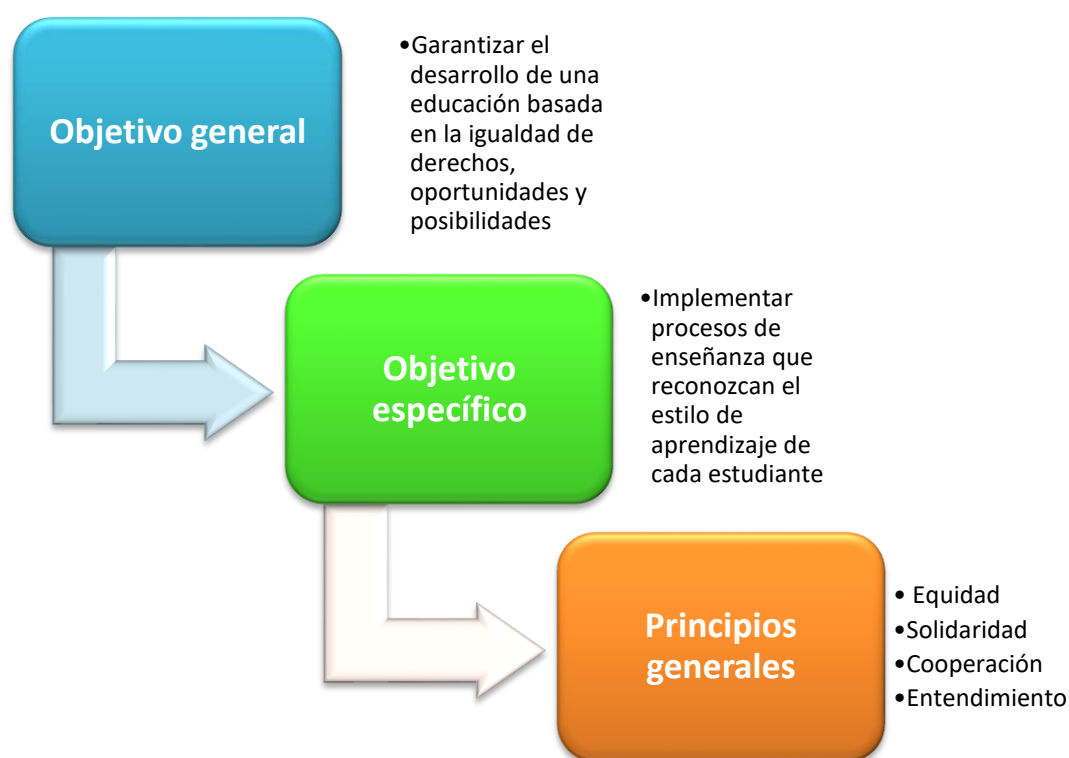 Objetivo general
•Garantizar el
desarrollo de una
educación basada
en la igualdad de
derechos,
oportunidades y
posibilidades
Objetivo
específico
•Implementar
procesos de
enseñanza que
reconozcan el
estilo de
aprendizaje de
cada estudiante
Principios
generales
• Equidad
•Solidaridad
•Cooperación
•Entendimiento